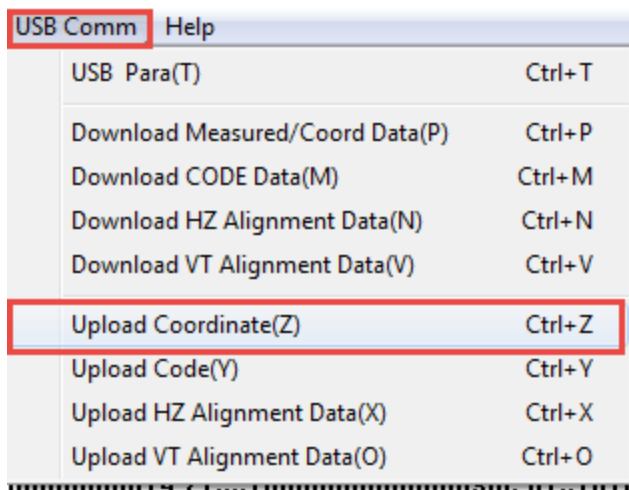 USB Comm Help
USB Para(T) Ctrl+T
Download Measured/Coord Data(P) Ctrl+P
Download CODE Data(M) Ctrl+M
Download HZ Alignment Data(N) Ctrl+N
Download VT Alignment Data(V) Ctrl+V
Upload Coordinate(Z) Ctrl+Z
Upload Code(Y) Ctrl+Y
Upload HZ Alignment Data(X) Ctrl+X
Upload VT Alignment Data(O) Ctrl+O